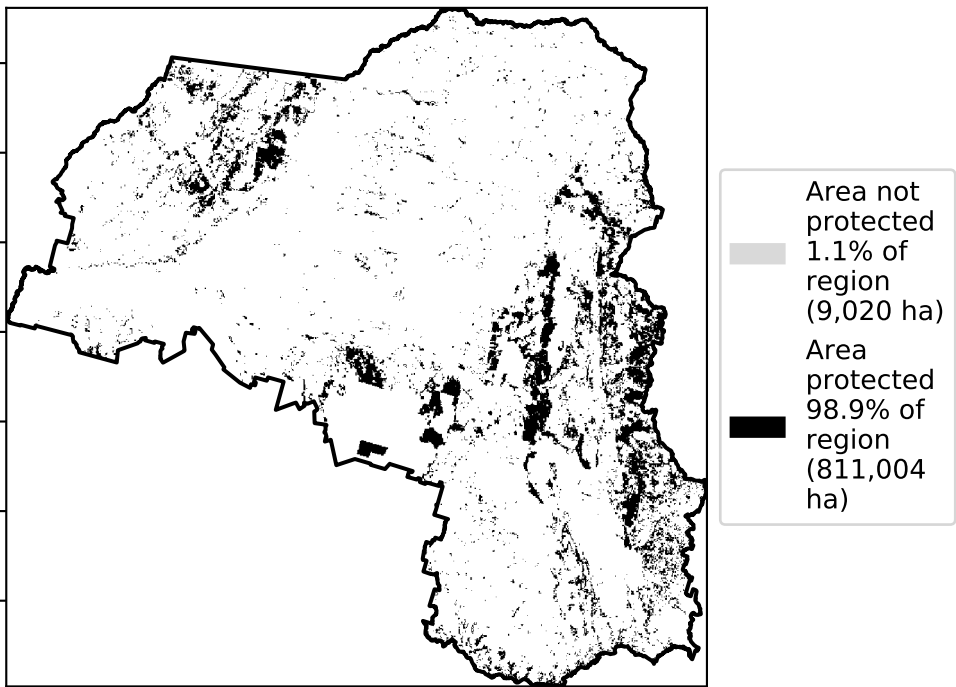 Area not
protected
1.1% of
region
(9,020 ha)
Area
protected
98.9% of
region
(811,004
ha)